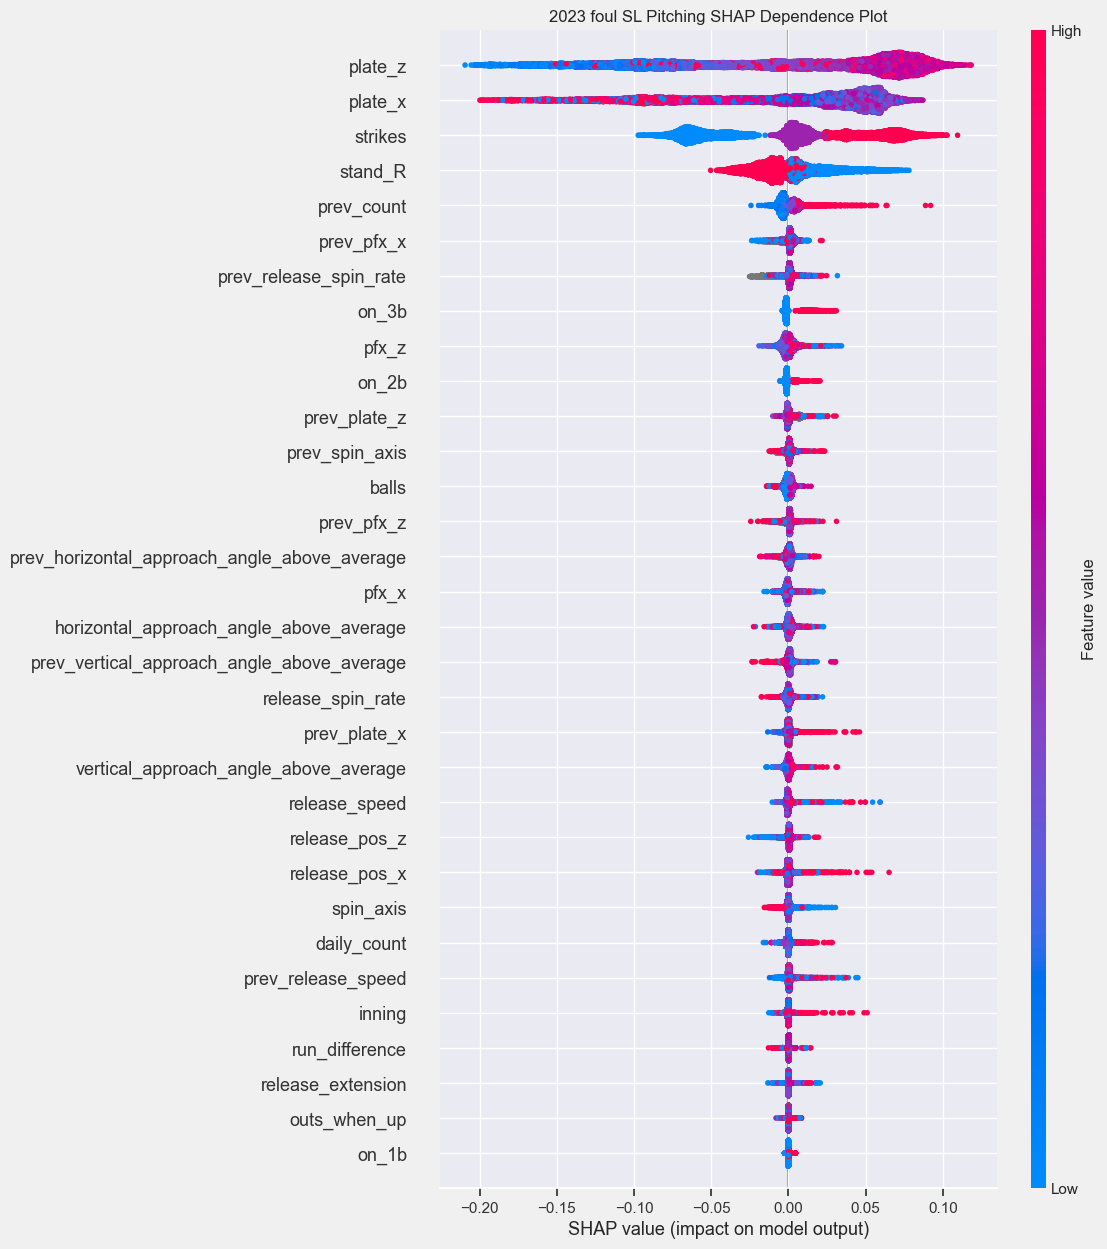 2023 foul SL Pitching SHAP Dependence Plot
High
plate_z
plate_x
strikes
stand_R
prev_count
prev_pfx_x
prev_release_spin_rate
on_3b
pfx_z
on_2b
prev_plate_z
prev_spin_axis
balls
prev_pfx_z
prev_horizontal_approach_angle_above_average
pfx_x
horizontal_approach_angle_above_average
prev_vertical_approach_angle_above_average
release_spin_rate
prev_plate_x
vertical_approach_angle_above_average
release_speed
release_pos_z
release_pos_x
spin_axis
daily_count
prev_release_speed
inning
run_difference
release_extension
outs_when_up
on_1b
Feature value
Low
−0.20 −0.15 −0.10 −0.05 0.00 0.05 0.10
SHAP value (impact on model output)